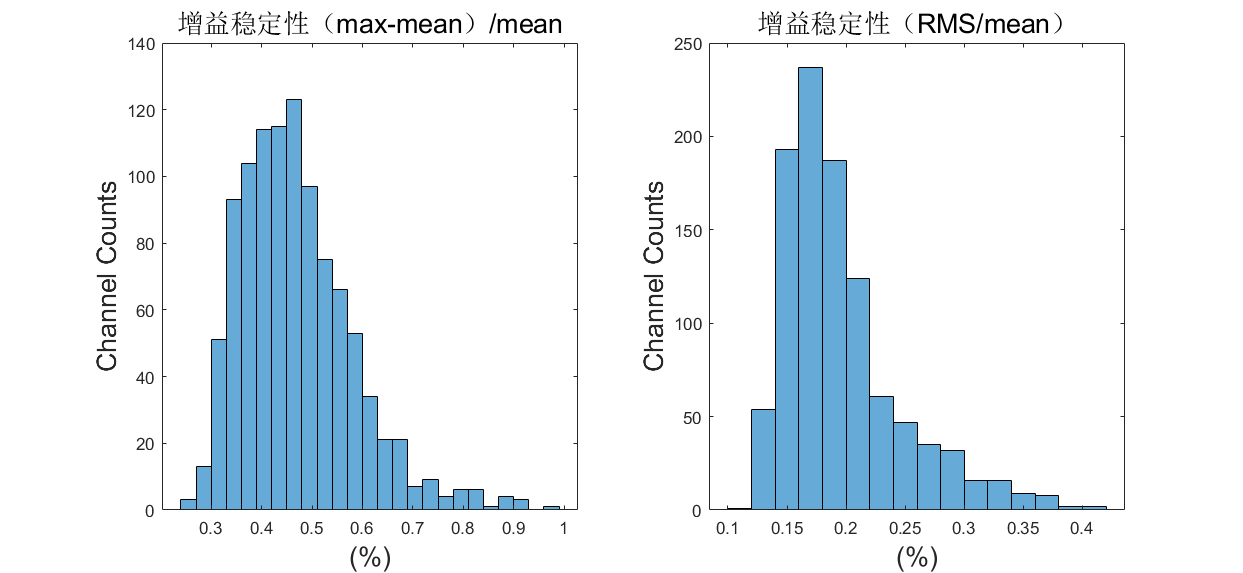 增益稳定性（max-mean）/mean
140
120
100
80
60
40
20
0
Channel Counts
0.3 0.4 0.5 0.6 0.7 0.8 0.9 1
(%)
增益稳定性（RMS/mean）
250
200
150
100
50
0
Channel Counts
0.1 0.15 0.2 0.25 0.3 0.35 0.4
(%)